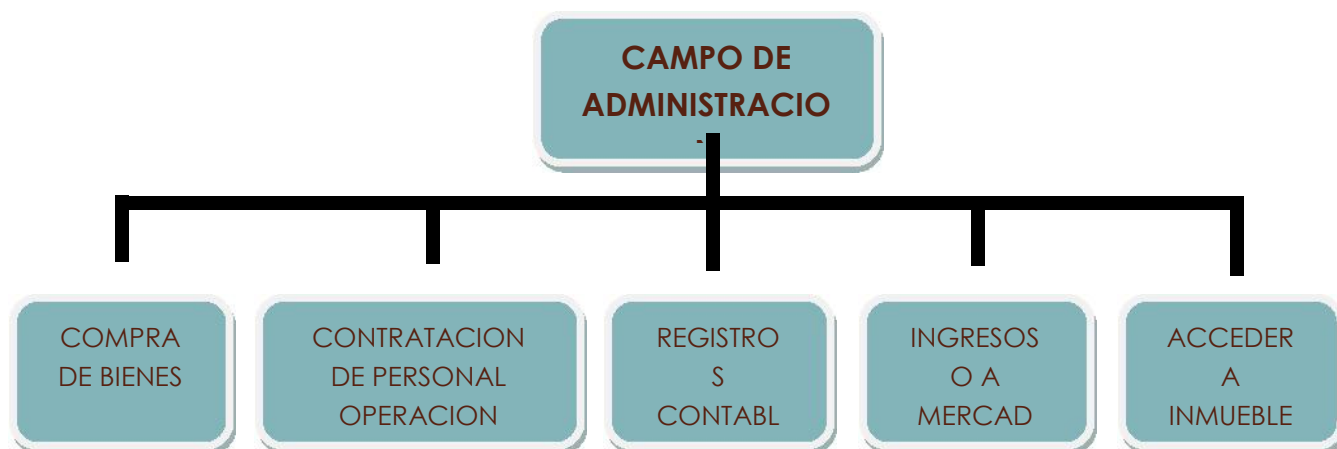 CAMPO DE
ADMINISTRACIO
COMPRA
DE BIENES
CONTRATACION
DE PERSONAL
OPERACION
REGISTRO
S
CONTABL
INGRESOS
O A
MERCAD
ACCEDER
A
INMUEBLE